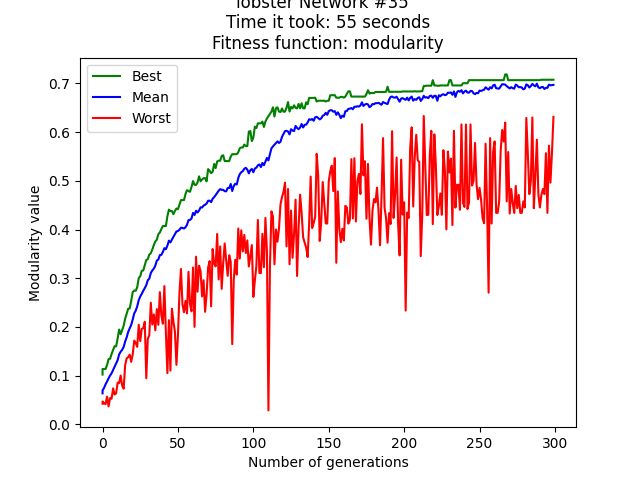 lobster Network #35
Time it took: 55 seconds
Fitness function: modularity
Best
Mean
Worst
Modularity value
0.7
0.6
0.5
0.4
0.3
0.2
0.1
0.0
0 50 100 150 200 250 300
Number of generations